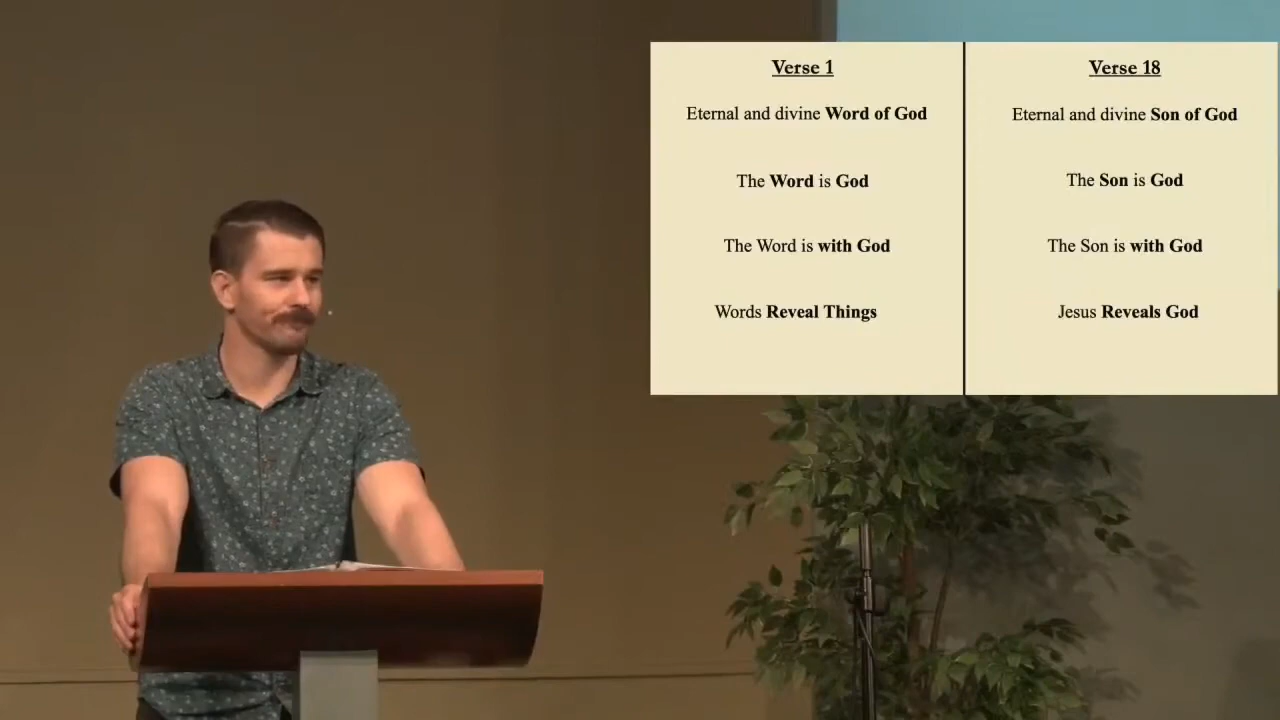 Verse 1
Eternal and divine Word of God
The Word is God
The Word is with God
Words Reveal Things
Verse 18
Eternal and divine Son of God
The Son is God
The Son is with God
Jesus Reveals God